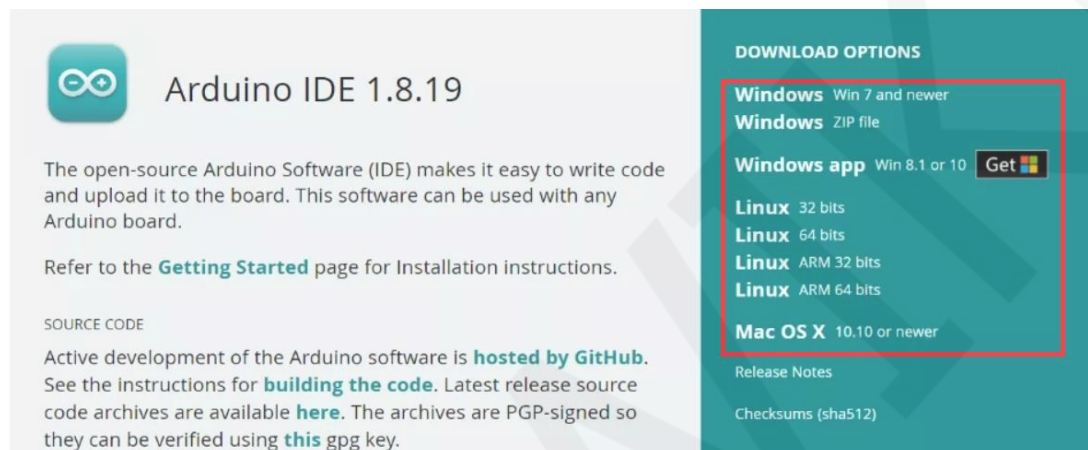 Arduino IDE 1.8.19
The open-source Arduino Software (IDE) makes it easy to write code
and upload it to the board. This software can be used with any
Arduino board.
Refer to the Getting Started page for Installation instructions.
SOURCE CODE
Active development of the Arduino software is hosted by GitHub.
See the instructions for building the code. Latest release source
code archives are available here. The archives are PGP-signed so
they can be verified using this gpg key.
DOWNLOAD OPTIONS
Windows Win 7 and newer
Windows ZIP file
Windows app Win 8.1 or 10 Get
Linux 32 bits
Linux 64 bits
Linux ARM 32 bits
Linux ARM 64 bits
Mac OS X 10.10 or newer
Release Notes
Checksums (sha512)